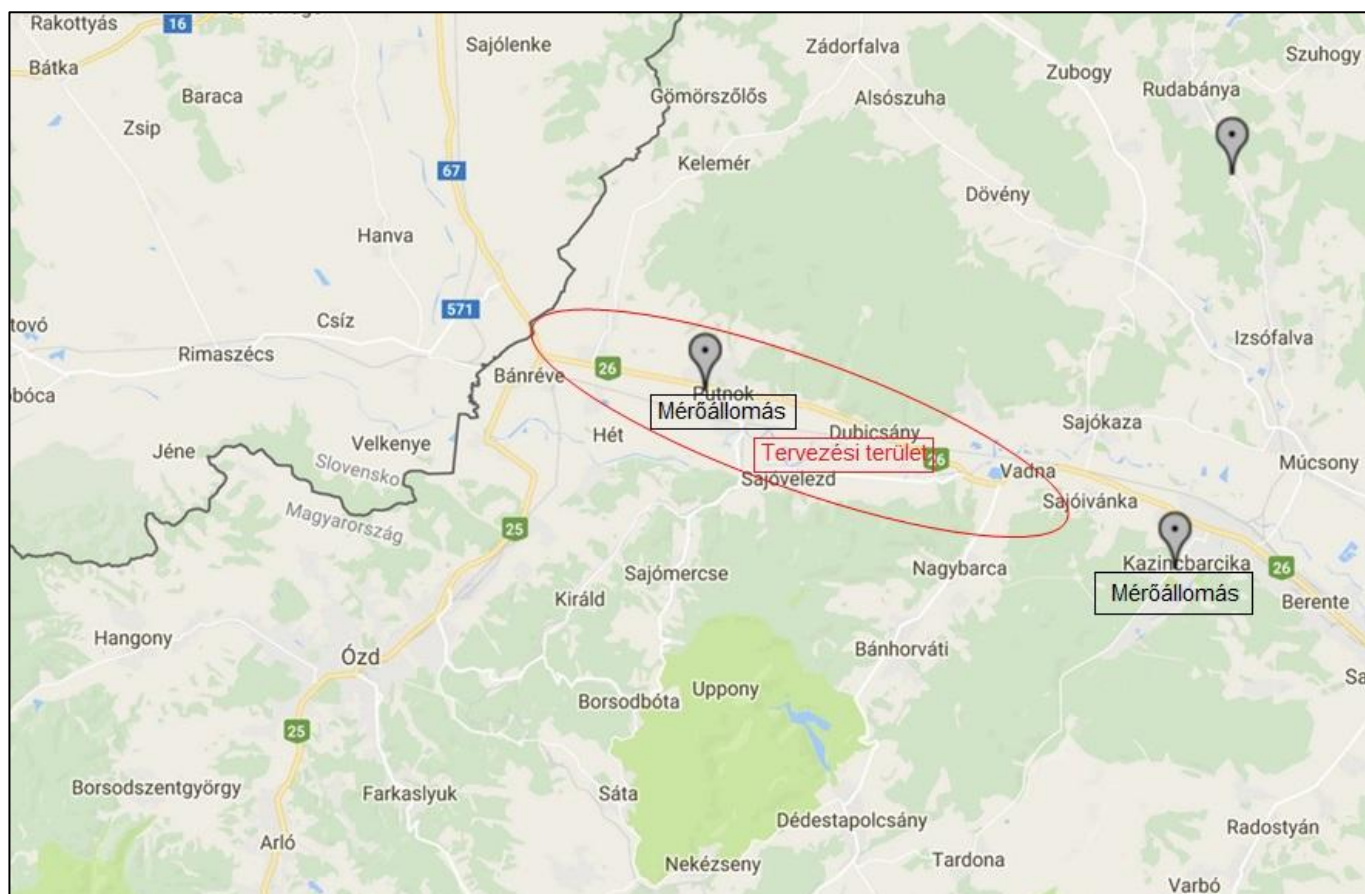 Rakottyás
16
Sajólenke
Zádorfalva
Szuhogy
Bátka
Zubogy
Rudabánya
Baraca
Gömörszőlős
Alsószuha
Zsip
67
Kelemér
Dövény
Hanva
571
Csíz
tovó
Rimaszécs
Izsófalva
Bánréve
26
Putnok
bóca
Mérőállomás
Sajókaza
Hét
Dubicsány
Jéne
Velkenye
Tervezési terület
26
Múcsony
Slovensko
Vadna
Sajóvelezd
Sajóivánka
Magyarország
25
Kazincbarcika
Nagybarca
26
Sajómercse
Mérőállomás
Királd
Berente
Hangony
Ózd
Bánhorváti
Sa
Uppony
Borsodbóta
25
Borsodszentgyörgy
Farkaslyuk
Sáta
Dédestapolcsány
Radostyán
Arló
Nekézseny
Tardona
Varbó